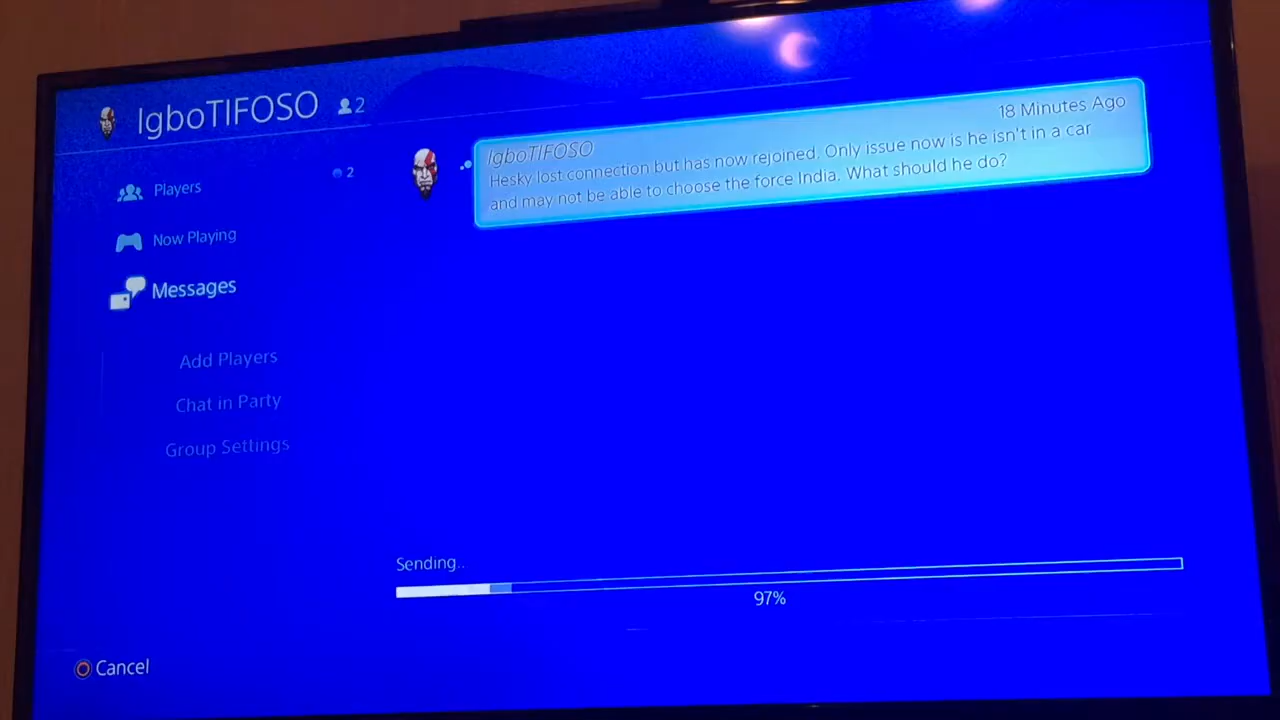 IgboTIFOSO 2
Players 2
Now Playing
Messages
Add Players
Chat in Party
Group Settings
IgboTIFOSO 18 Minutes Ago
Hesky lost connection but has now rejoined. Only issue now is he isn't in a car
and may not be able to choose the force India. What should he do?
Sending..
97%
Cancel